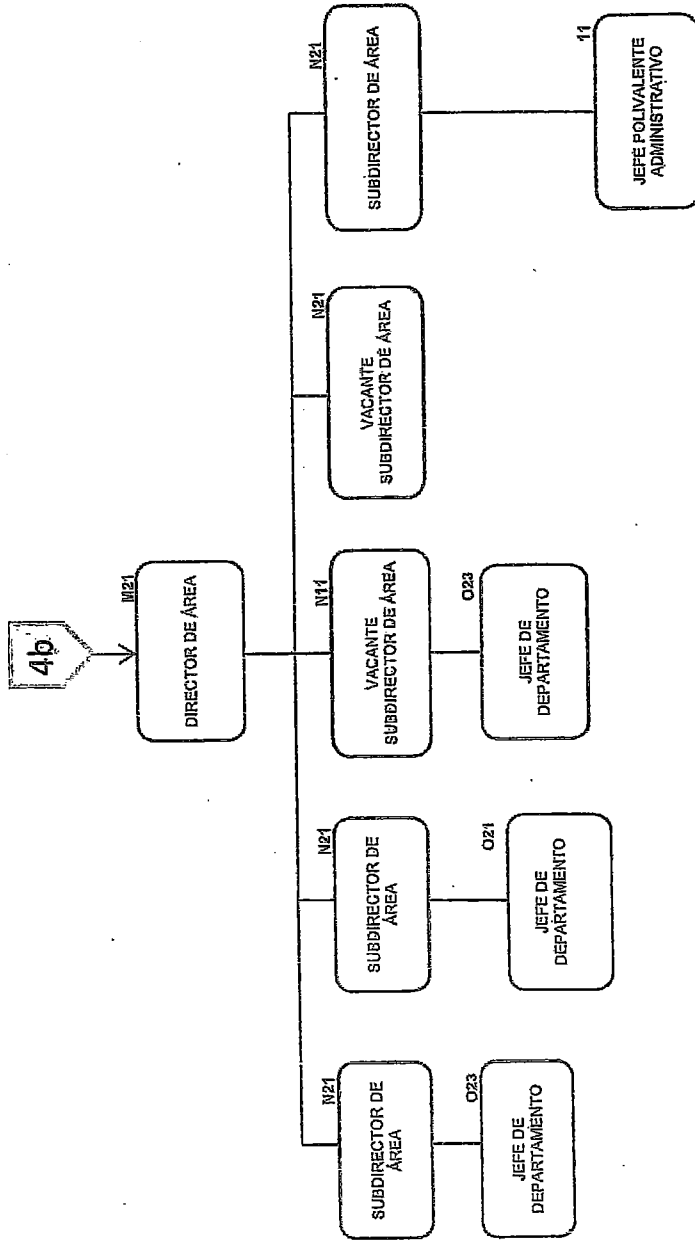 4b
M21
DIRECTOR DE ÁREA
N21
SUBDIRECTOR DE
ÁREA
N21
SUBDIRECTOR DE
ÁREA
N11
VACANTE
SUBDIRECTOR DE ÁREA
N21
VACANTE
SUBDIRECTOR DE ÁREA
N21
SUBDIRECTOR DE ÁREA
O23
JEFE DE
DEPARTAMENTO
O21
JEFE DE
DEPARTAMENTO
O23
JEFE DE
DEPARTAMENTO
11
JEFE POLIVALENTE
ADMINISTRATIVO